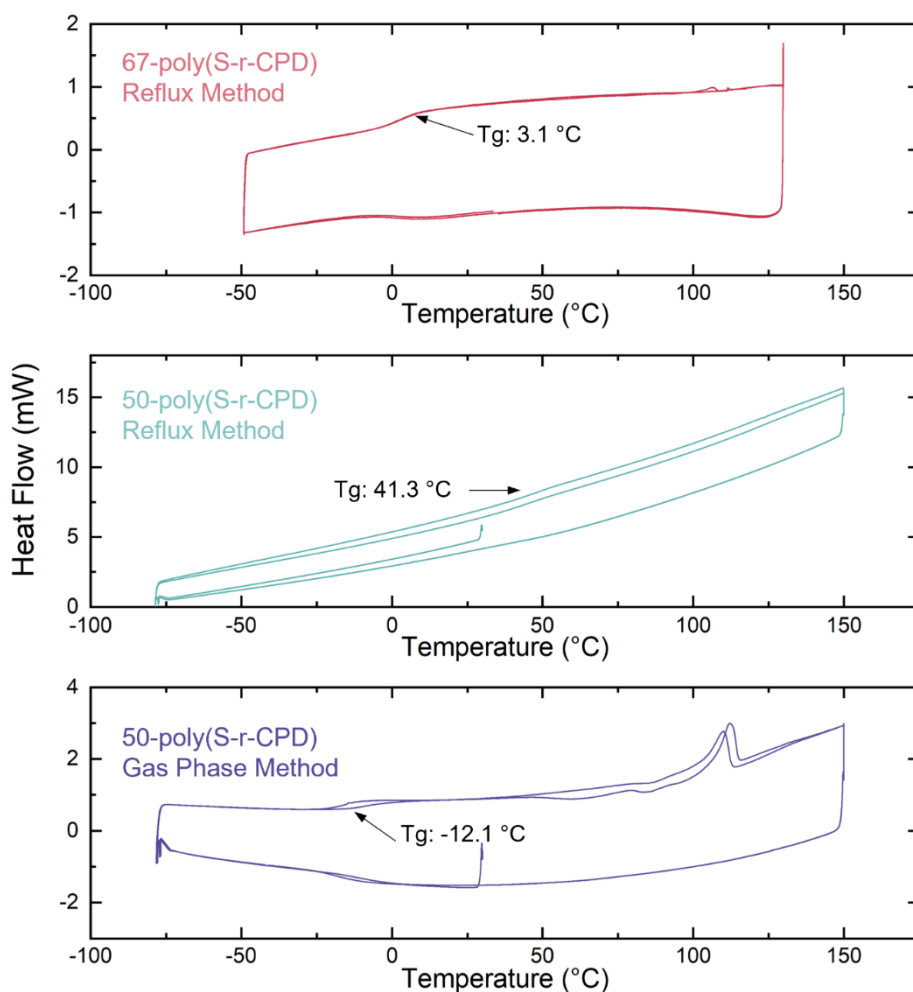 2
1
0
-1
-2
67-poly(S-r-CPD)
Reflux Method
Tg: 3.1 °C
-100 -50 0 50 100 150
Temperature (°C)
15
10
5
0
50-poly(S-r-CPD)
Reflux Method
Tg: 41.3 °C
Heat Flow (mW)
-100 -50 0 50 100 150
Temperature (°C)
4
2
0
-2
50-poly(S-r-CPD)
Gas Phase Method
Tg: -12.1 °C
-100 -50 0 50 100 150
Temperature (°C)